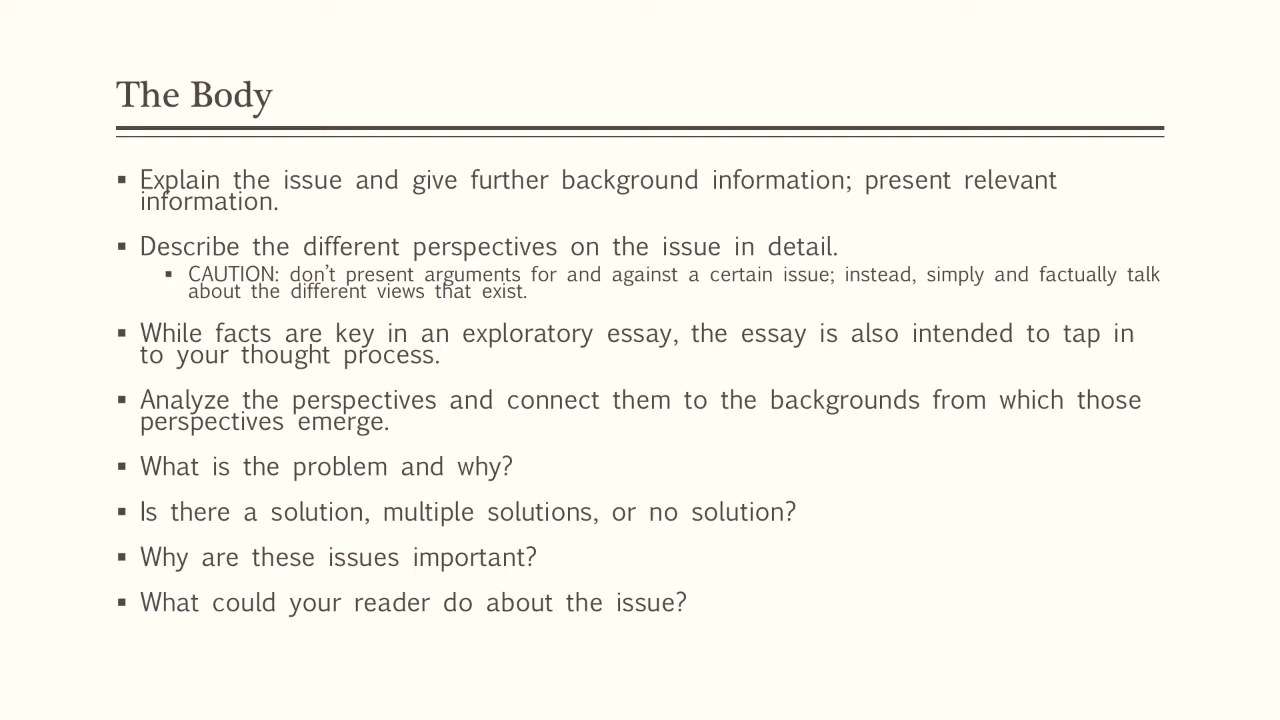 The Body
▪ Explain the issue and give further background information; present relevant
information.
▪ Describe the different perspectives on the issue in detail.
▪ CAUTION: don’t present arguments for and against a certain issue; instead, simply and factually talk
about the different views that exist.
▪ While facts are key in an exploratory essay, the essay is also intended to tap in
to your thought process.
▪ Analyze the perspectives and connect them to the backgrounds from which those
perspectives emerge.
▪ What is the problem and why?
▪ Is there a solution, multiple solutions, or no solution?
▪ Why are these issues important?
▪ What could your reader do about the issue?